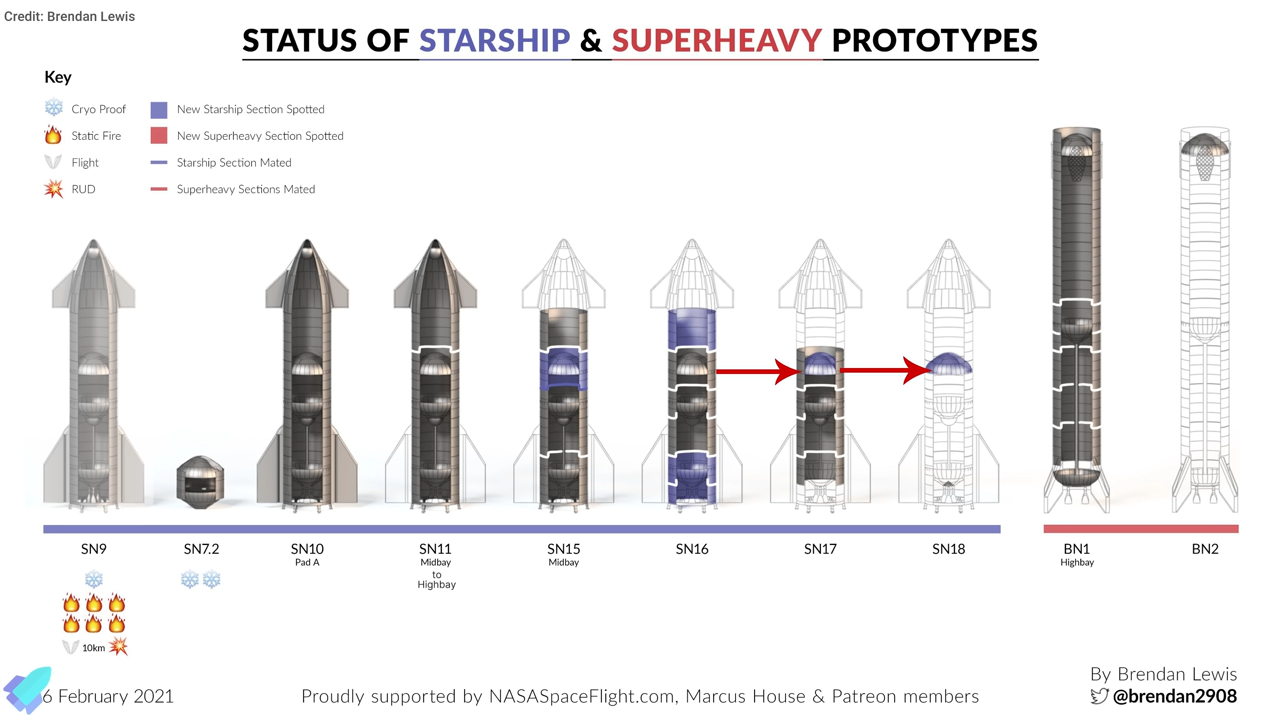 Credit: Brendan Lewis
STATUS OF STARSHIP & SUPERHEAVY PROTOTYPES
Key
Cryo Proof
New Starship Section Spotted
Static Fire
New Superheavy Section Spotted
Flight
Starship Section Mated
RUD
Superheavy Sections Mated
SN9
SN7.2
SN10
Pad A
SN11
Midbay
to
Highbay
SN15
Midbay
SN16
SN17
SN18
BN1
Highbay
BN2
10km
6 February 2021
Proudly supported by NASASpaceFlight.com, Marcus House & Patreon members
By Brendan Lewis
@brendan2908